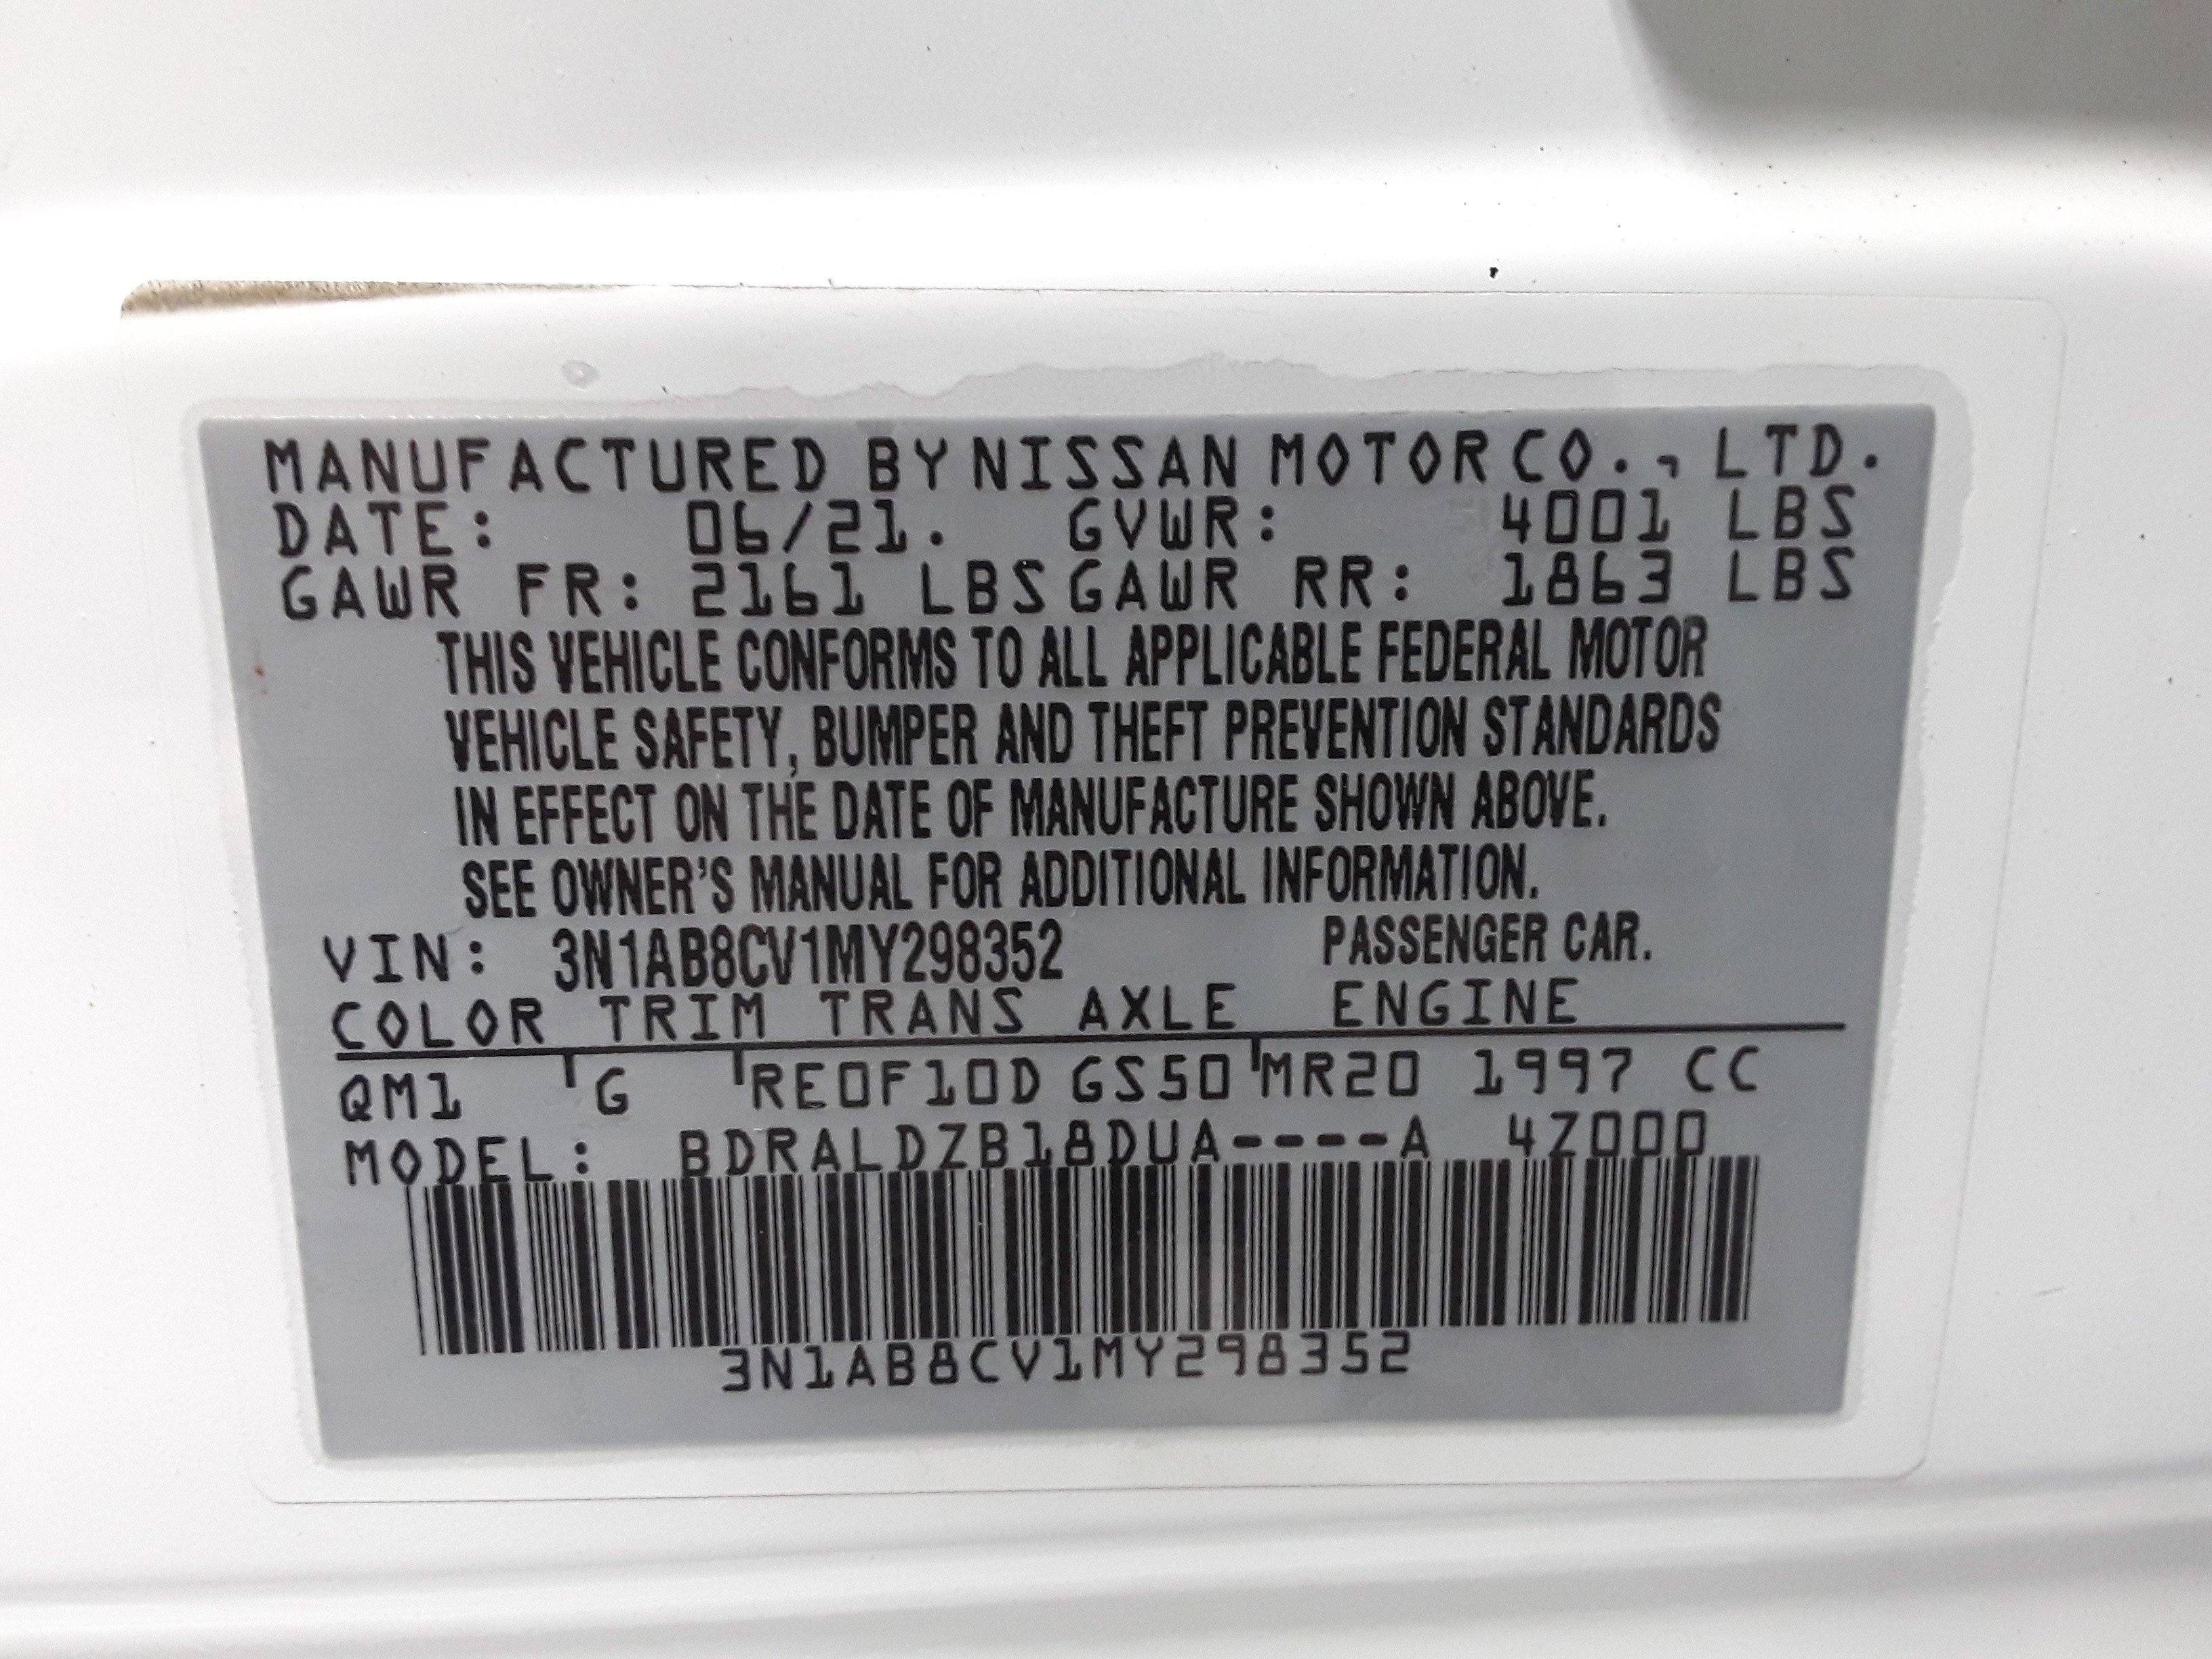 MANUFACTURED BY NISSAN MOTOR CO., LTD.
DATE: 06/21. GVWR: 4001 LBS
GAWR FR: 2161 LBS GAWR RR: 1863 LBS
THIS VEHICLE CONFORMS TO ALL APPLICABLE FEDERAL MOTOR
VEHICLE SAFETY, BUMPER AND THEFT PREVENTION STANDARDS
IN EFFECT ON THE DATE OF MANUFACTURE SHOWN ABOVE.
SEE OWNER'S MANUAL FOR ADDITIONAL INFORMATION.
VIN: 3N1AB8CV1MY298352 PASSENGER CAR.
COLOR TRIM TRANS AXLE ENGINE
QM1 G RE0F10D GS50 MR20 1997 CC
MODEL: BDRALDZB18DUA----A 4Z000
3N1AB8CV1MY298352